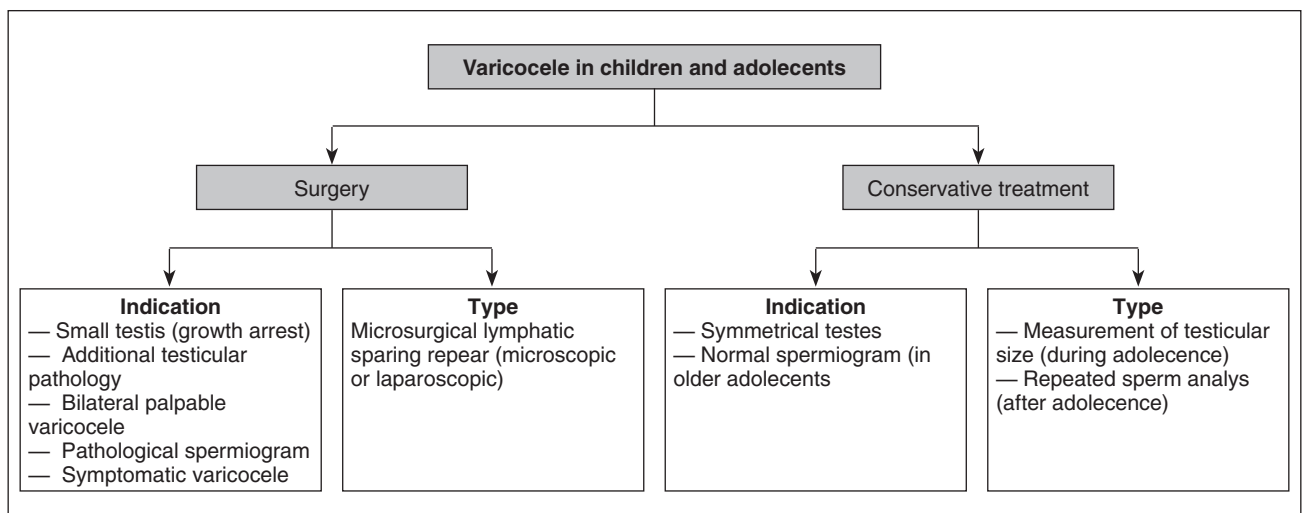 Varicocele in children and adolecents
Surgery
Conservative treatment
Indication
— Small testis (growth arrest)
— Additional testicular
pathology
— Bilateral palpable
varicocele
— Pathological spermiogram
— Symptomatic varicocele
Type
Microsurgical lymphatic
sparing repear (microscopic
or laparoscopic)
Indication
— Symmetrical testes
— Normal spermiogram (in
older adolecents
Type
— Measurement of testicular
size (during adolecence)
— Repeated sperm analys
(after adolecence)